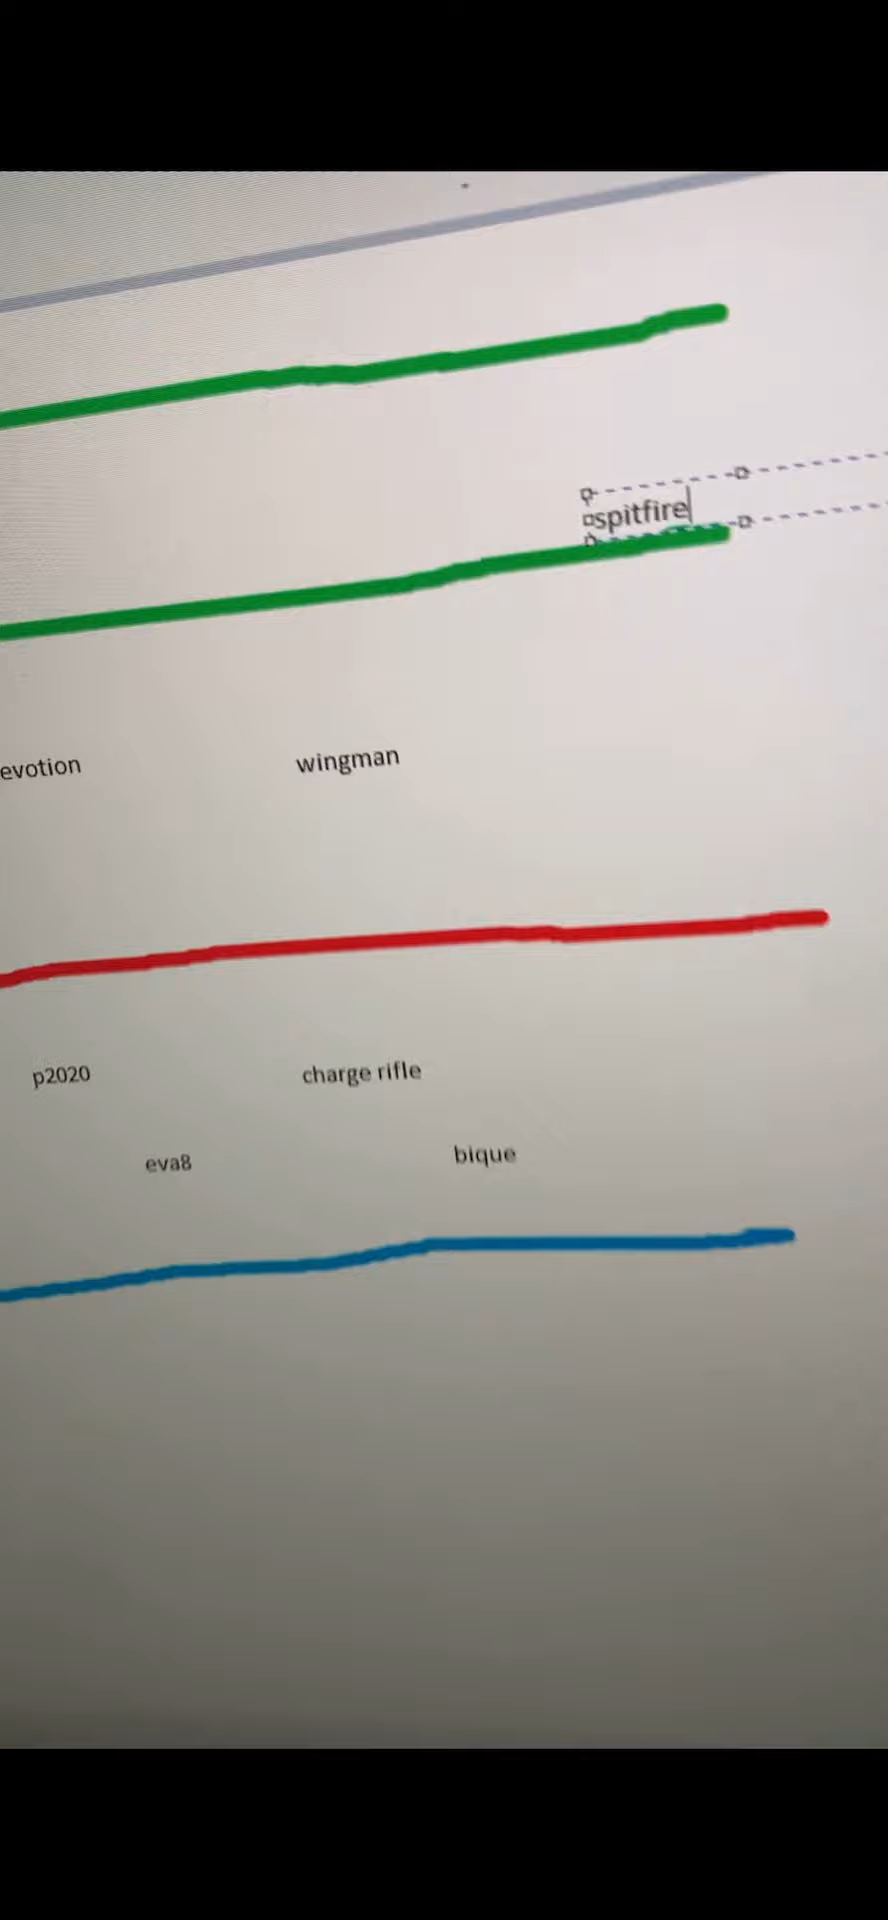 spitfire
evotion wingman
p2020 charge rifle
eva8 bique